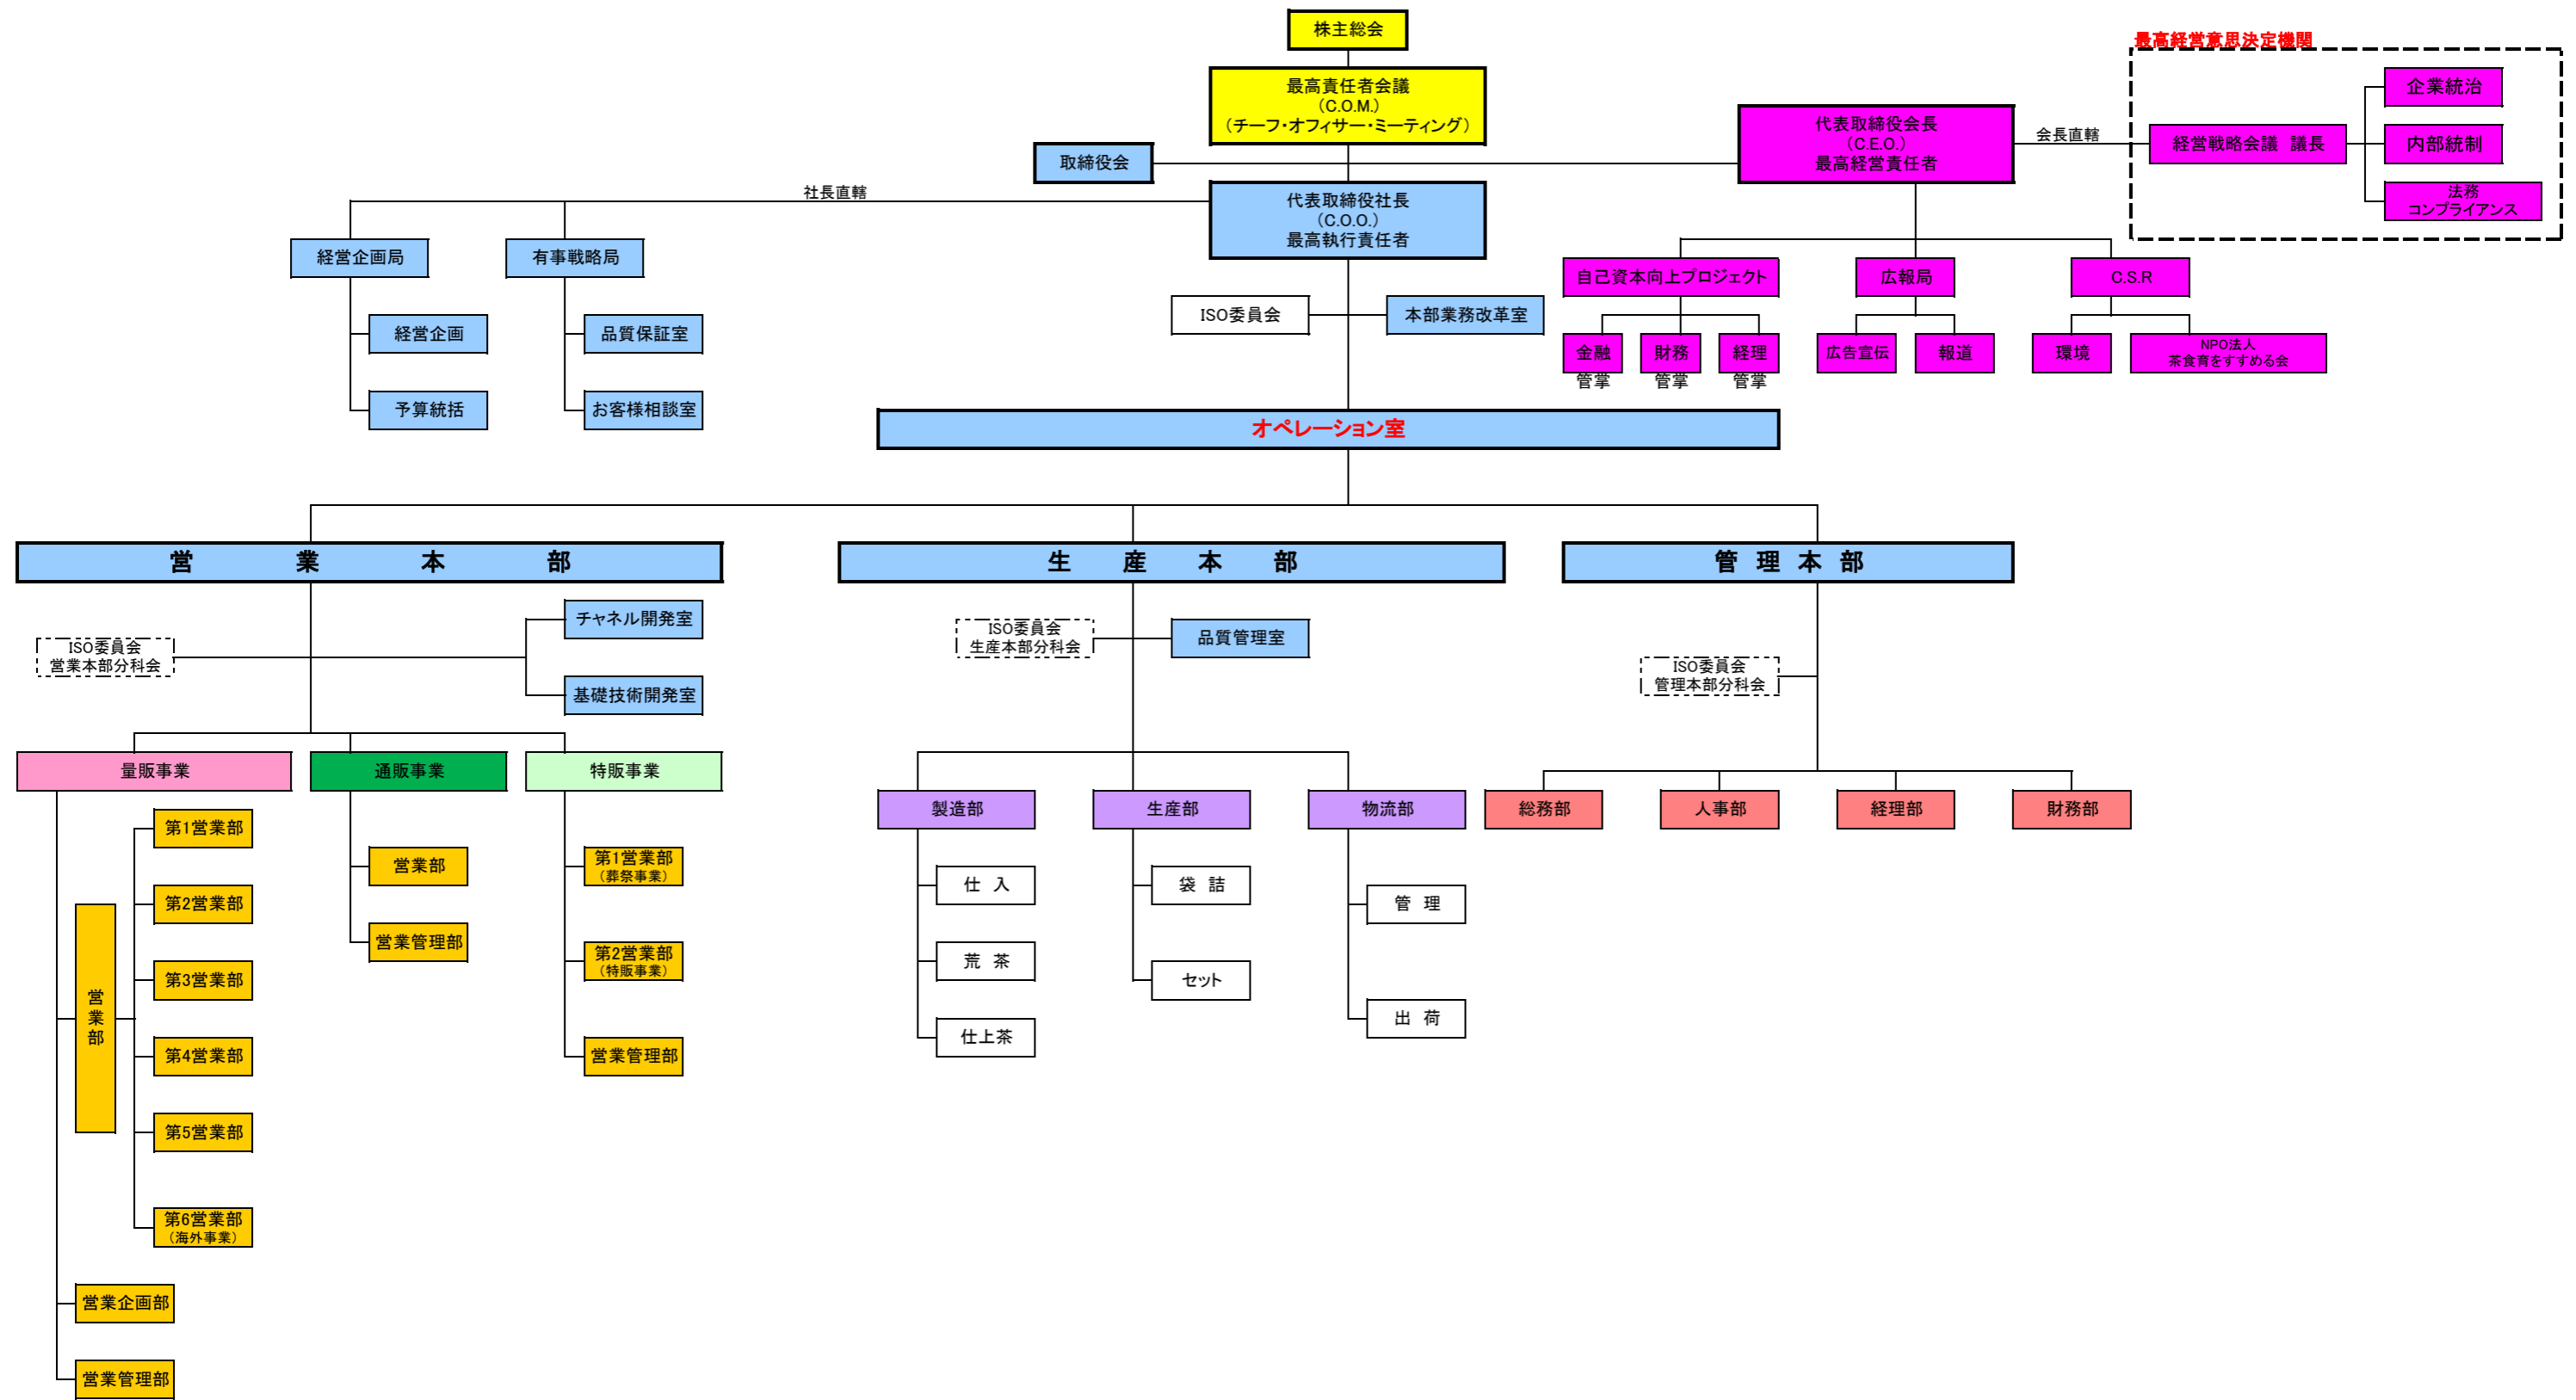 株主総会
最高経営意思決定機関
最高責任者会議
（C.O.M.）
（チーフ・オフィサー・ミーティング）
企業統治
代表取締役会長
（C.E.O.）
最高経営責任者
会長直轄
経営戦略会議 議長
内部統制
取締役会
法務
コンプライアンス
社長直轄
代表取締役社長
（C.O.O.）
最高執行責任者
経営企画局
有事戦略局
自己資本向上プロジェクト
広報局
C.S.R
ISO委員会
本部業務改革室
経営企画
品質保証室
金融
管掌
財務
管掌
経理
管掌
広告宣伝
報道
環境
NPO法人
茶食育をすすめる会
予算統括
お客様相談室
オペレーション室
営業本部
生産本部
管理本部
チャネル開発室
ISO委員会
営業本部分科会
基礎技術開発室
ISO委員会
生産本部分科会
品質管理室
ISO委員会
管理本部分科会
量販事業
通販事業
特販事業
製造部
生産部
物流部
総務部
人事部
経理部
財務部
営業部
第1営業部
第2営業部
第3営業部
第4営業部
第5営業部
第6営業部
（海外事業）
営業企画部
営業管理部
営業部
営業管理部
第1営業部
（葬祭事業）
第2営業部
（特販事業）
営業管理部
仕 入
荒 茶
仕上茶
袋 詰
セット
管 理
出 荷